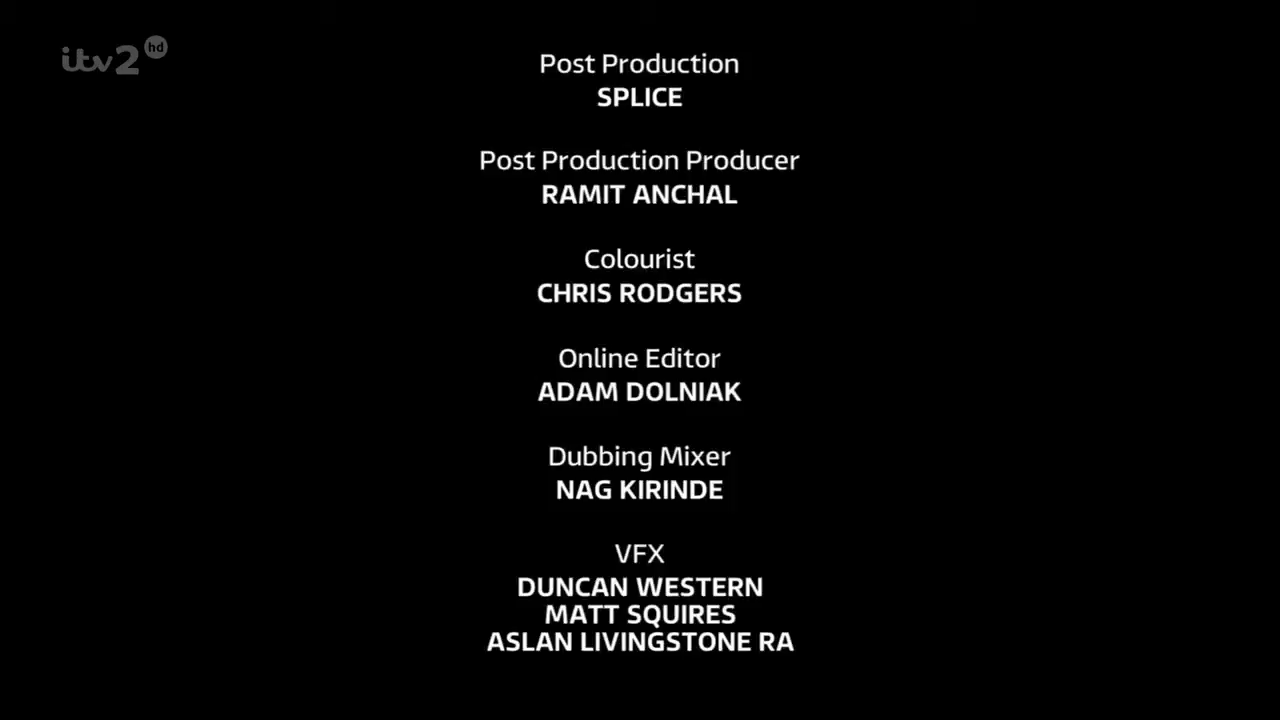 itv2 hd
Post Production
SPLICE
Post Production Producer
RAMIT ANCHAL
Colourist
CHRIS RODGERS
Online Editor
ADAM DOLNIAK
Dubbing Mixer
NAG KIRINDE
VFX
DUNCAN WESTERN
MATT SQUIRES
ASLAN LIVINGSTONE RA